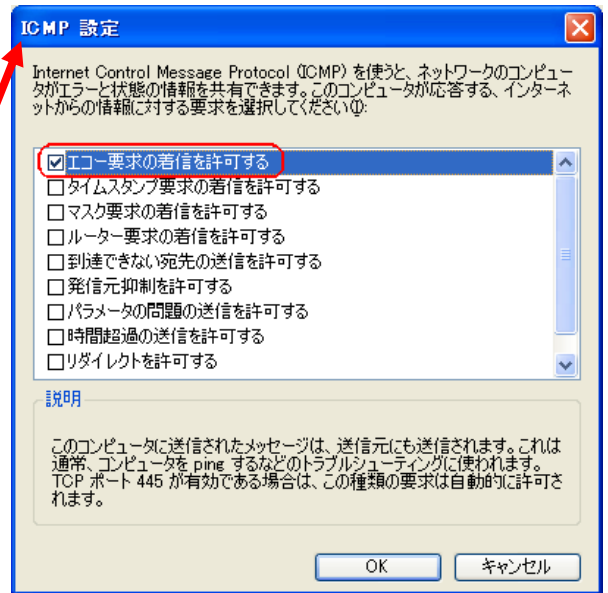 ICMP 設定
Internet Control Message Protocol (ICMP) を使うと、ネットワークのコンピュー
タがエラーと状態の情報を共有できます。このコンピュータが応答する、インターネ
ットからの情報に対する要求を選択してください(I):
エコー要求の着信を許可する
タイムスタンプ要求の着信を許可する
マスク要求の着信を許可する
ルーター要求の着信を許可する
到達できない宛先の送信を許可する
発信元抑制を許可する
パラメータの問題の送信を許可する
時間超過の送信を許可する
リダイレクトを許可する
説明
このコンピュータに送信されたメッセージは、送信元にも送信されます。これは
通常、コンピュータを ping するなどのトラブルシューティングに使われます。
TCP ポート 445 が有効である場合は、この種類の要求は自動的に許可さ
れます。
OK キャンセル